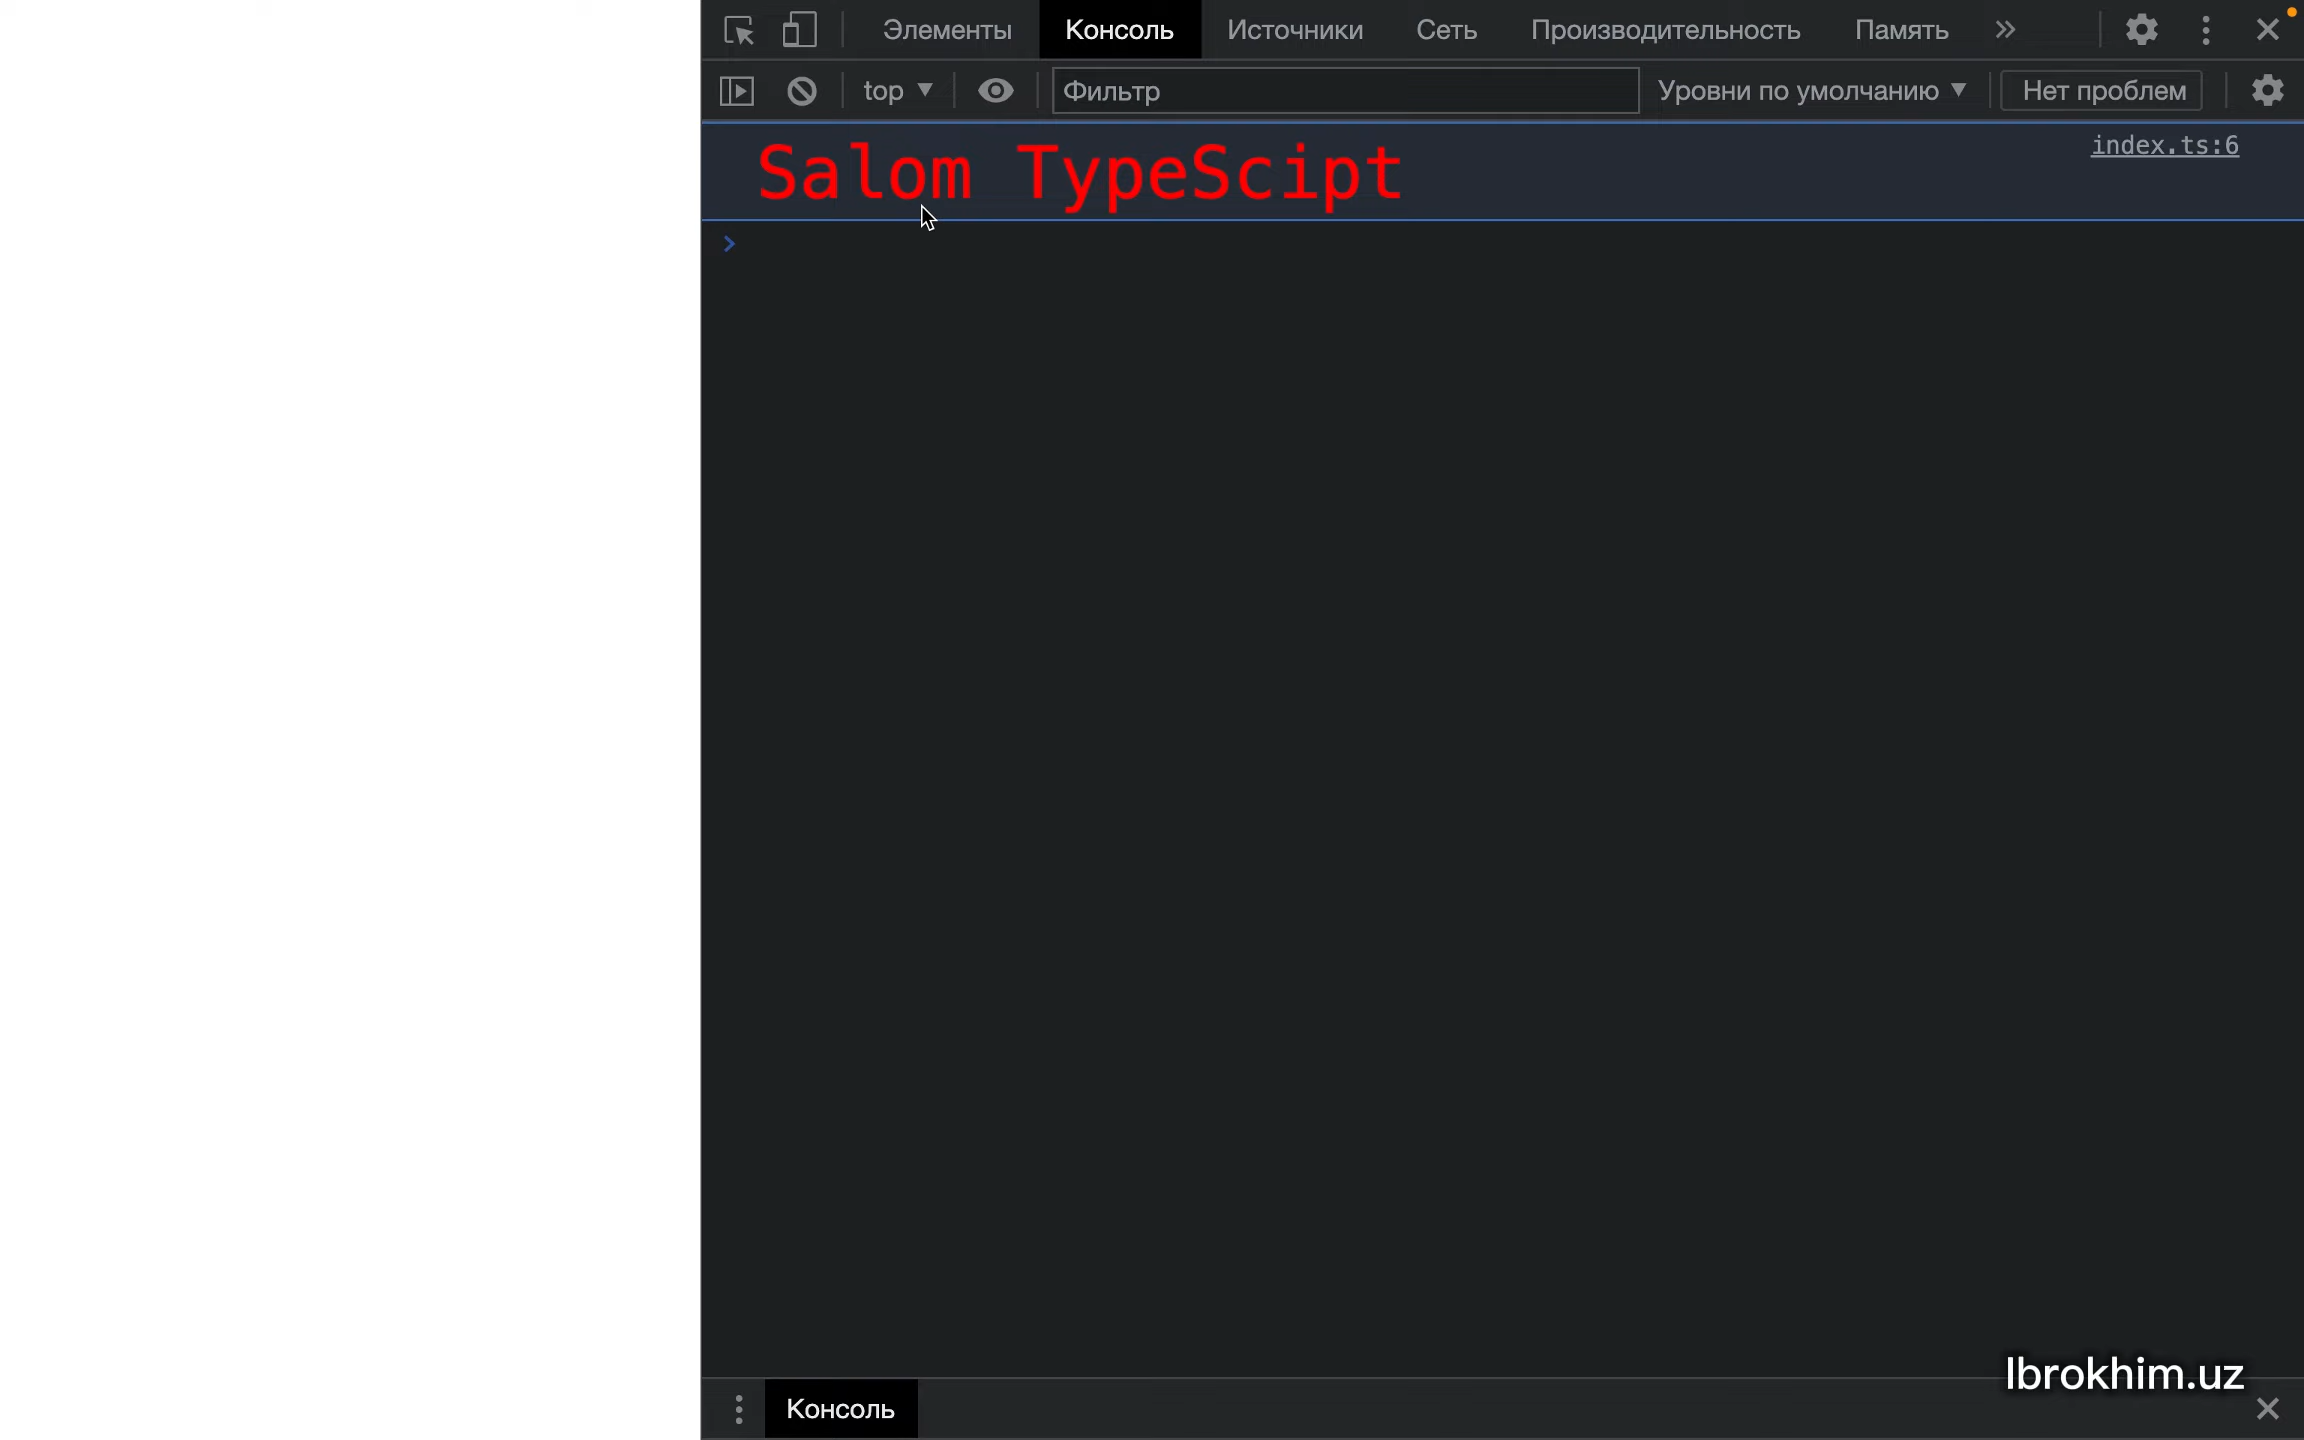 Элементы Консоль Источники Сеть Производительность Память
top Фильтр Уровни по умолчанию Нет проблем
Salom TypeScipt index.ts:6
Ibrokhim.uz
Консоль